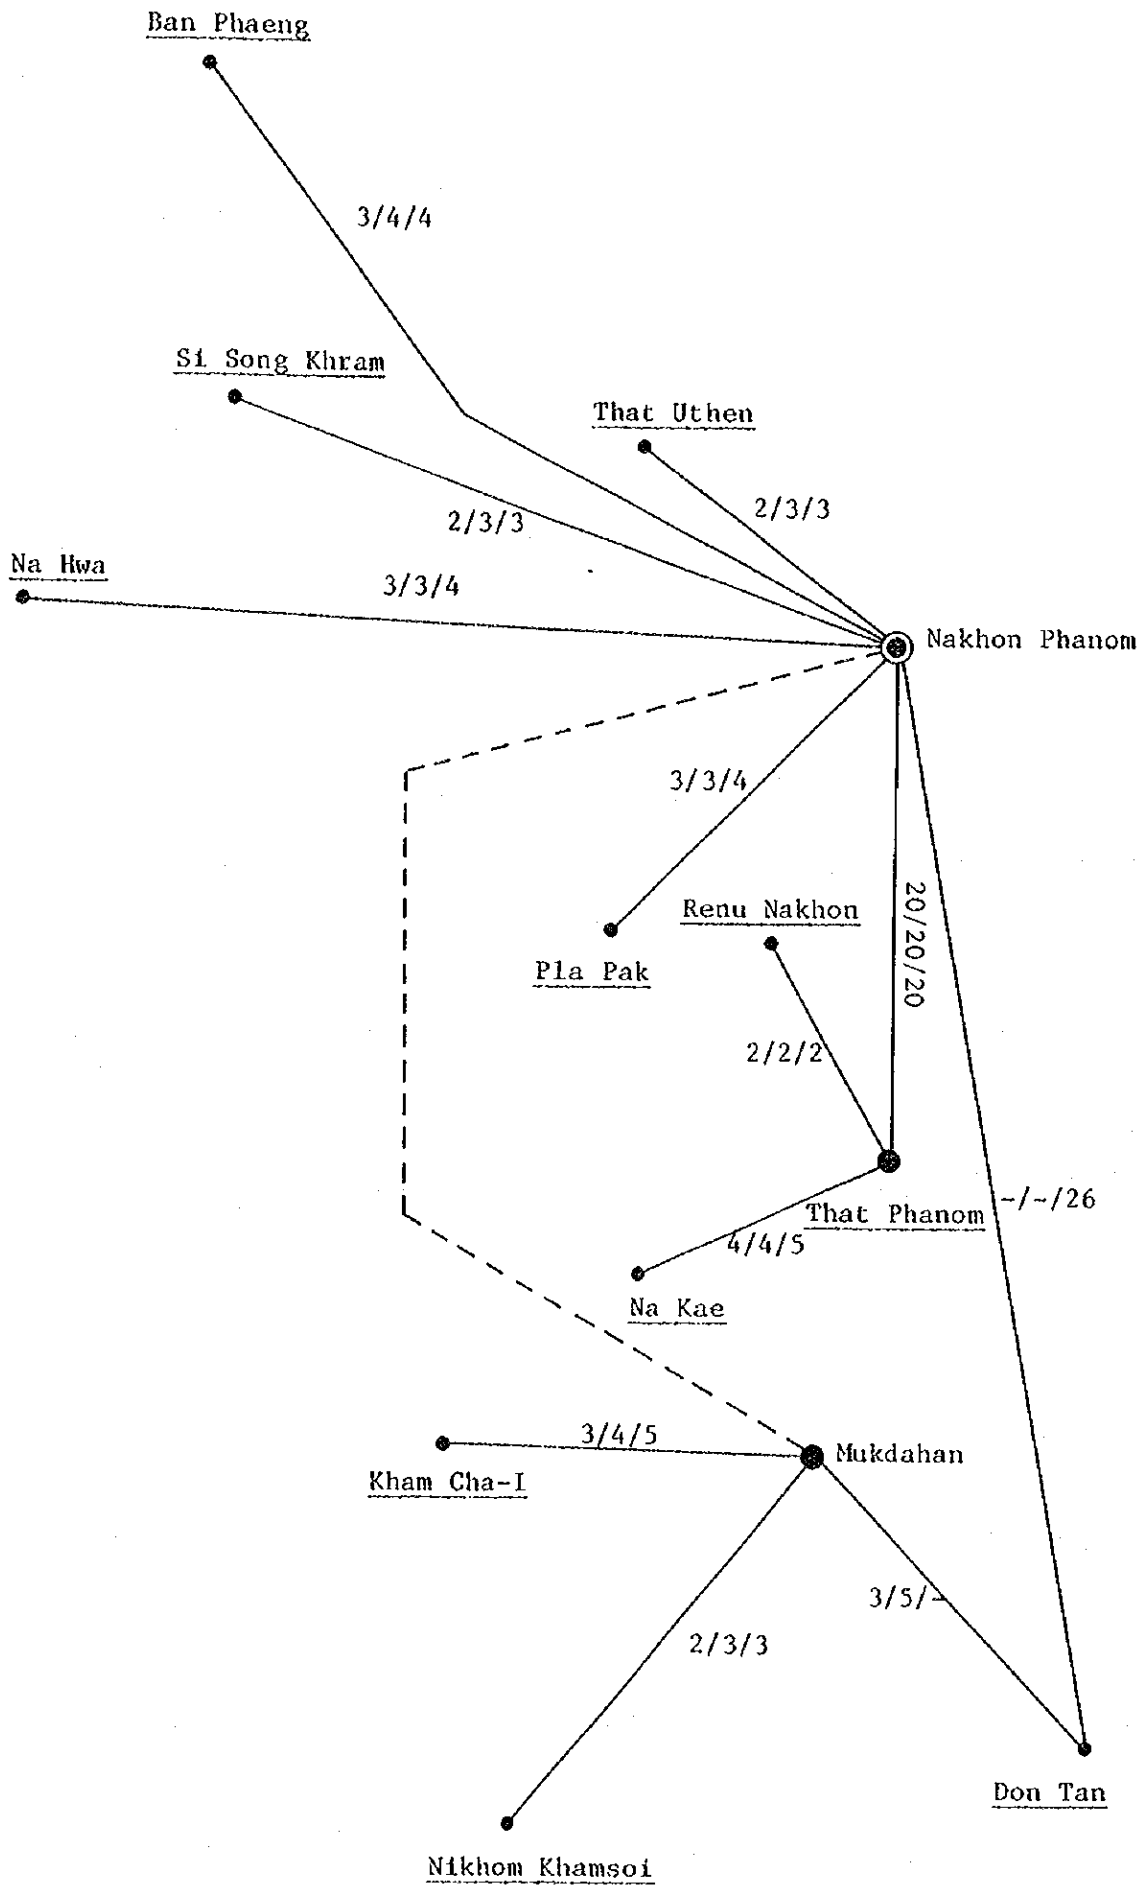 Ban Phaeng
3/4/4
Si Song Khram
That Uthen
2/3/3
2/3/3
Na Hwa
3/3/4
Nakhon Phanom
3/3/4
Renu Nakhon
20/20/20
Pla Pak
2/2/2
-/-/26
That Phanom
4/4/5
Na Kae
3/4/5
Mukdahan
Kham Cha-I
3/5/-
2/3/3
Don Tan
Nikhom Khamsoi